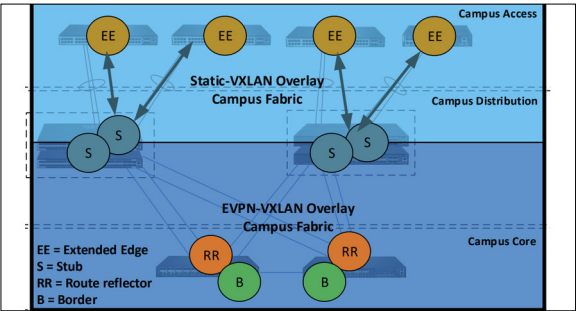 Campus Access
EE
EE
EE
EE
Static-VXLAN Overlay
Campus Fabric
Campus Distribution
S
S
S
S
EVPN-VXLAN Overlay
Campus Fabric
Campus Core
EE = Extended Edge
S = Stub
RR = Route reflector
B = Border
RR
RR
B
B